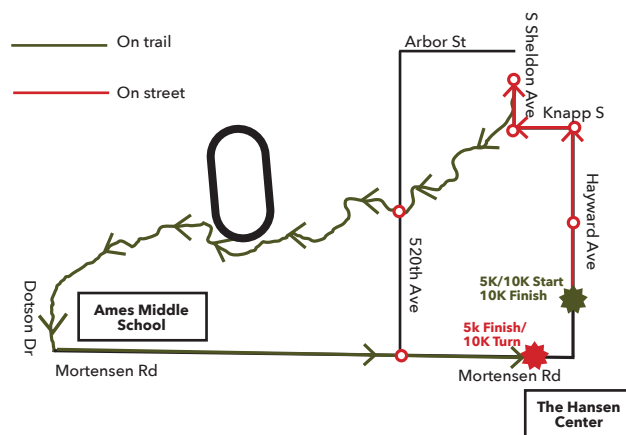 On trail
On street
Arbor St
S Sheldon Ave
Knapp S
Hayward Ave
520th Ave
5K/10K Start
10K Finish
Dotson Dr
Ames Middle
School
5k Finish/
10K Turn
Mortensen Rd
Mortensen Rd
The Hansen
Center